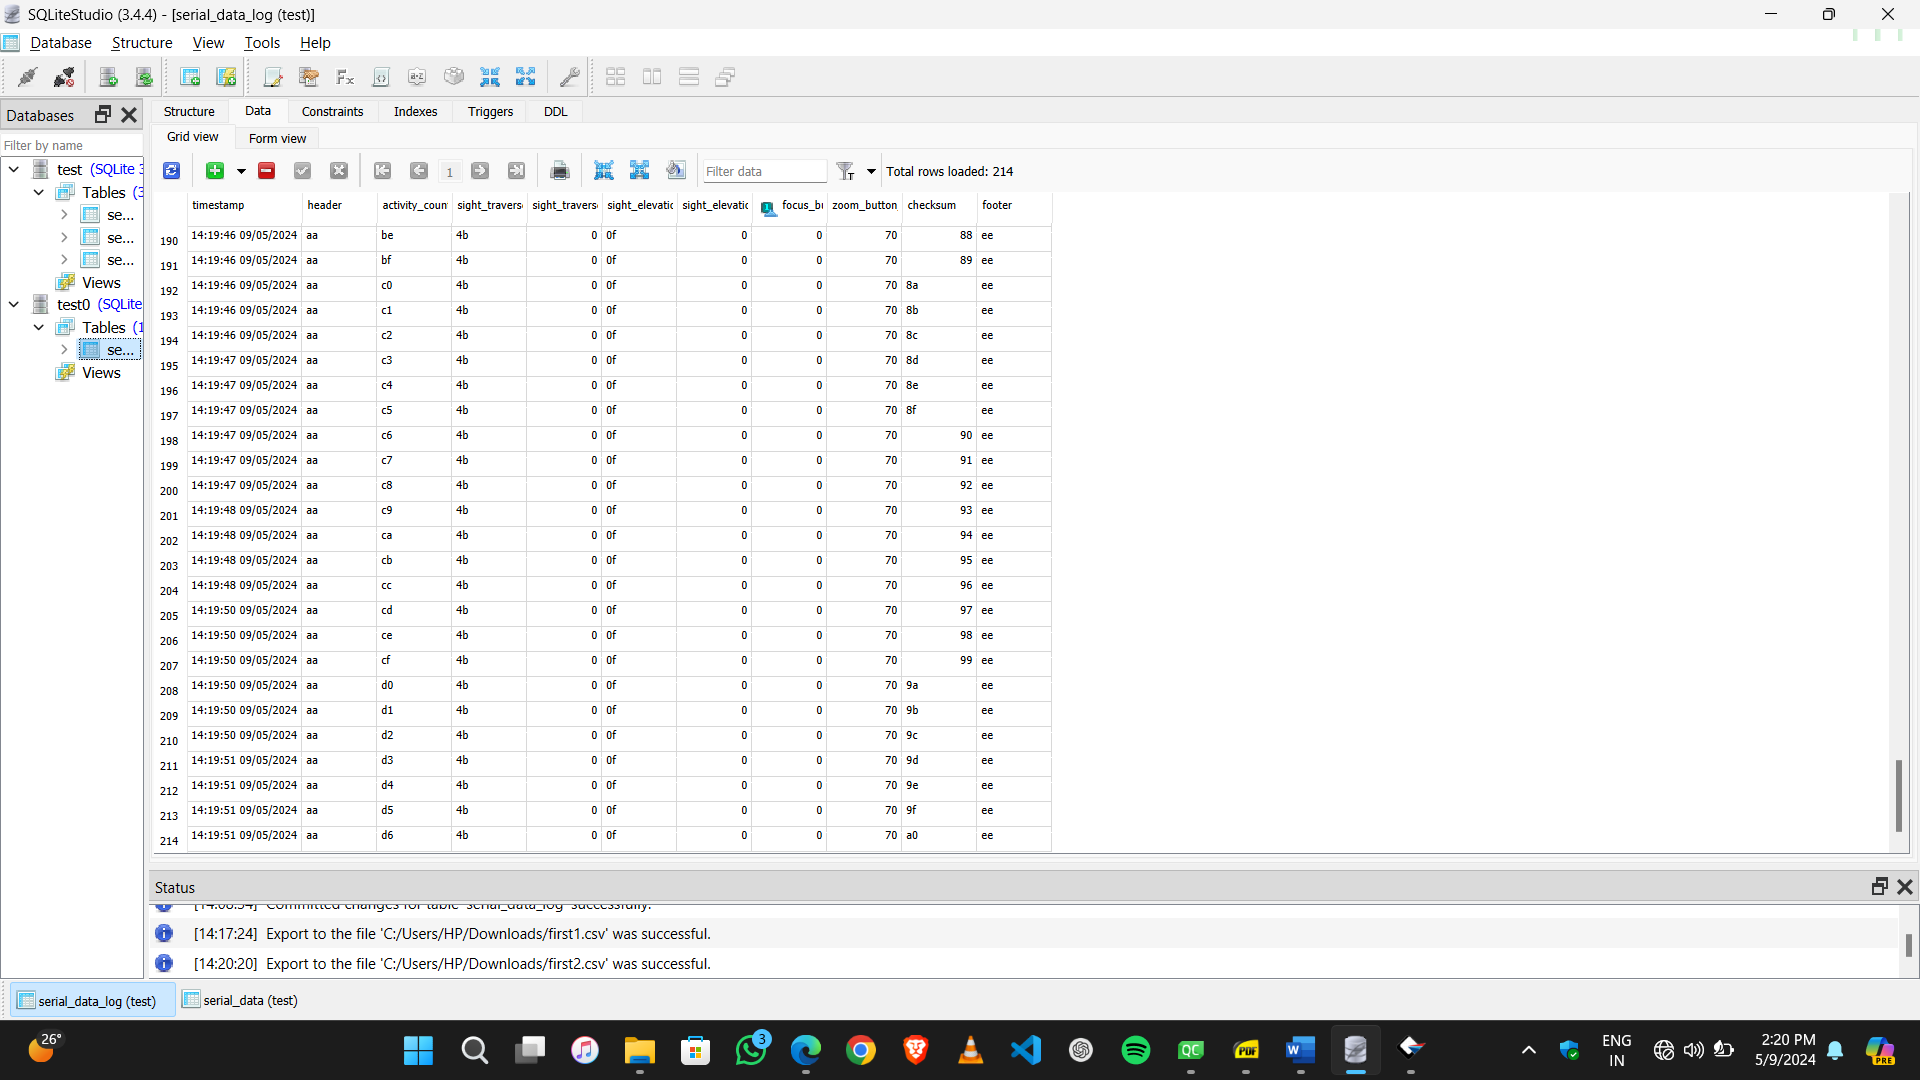 SQLiteStudio (3.4.4) - [serial_data_log (test)]
Database Structure View Tools Help
Databases
Filter by name
test (SQLite 3
Tables (3
se...
se...
se...
Views
test0 (SQLite
Tables (1
se...
Views
Structure Data Constraints Indexes Triggers DDL
Grid view Form view
1 Filter data Total rows loaded: 214
timestamp header activity_coun sight_travers sight_travers sight_elevatic sight_elevatic focus_bu zoom_button checksum footer
190 14:19:46 09/05/2024 aa be 4b 0 0f 0 0 70 88 ee
191 14:19:46 09/05/2024 aa bf 4b 0 0f 0 0 70 89 ee
192 14:19:46 09/05/2024 aa c0 4b 0 0f 0 0 70 8a ee
193 14:19:46 09/05/2024 aa c1 4b 0 0f 0 0 70 8b ee
194 14:19:46 09/05/2024 aa c2 4b 0 0f 0 0 70 8c ee
195 14:19:47 09/05/2024 aa c3 4b 0 0f 0 0 70 8d ee
196 14:19:47 09/05/2024 aa c4 4b 0 0f 0 0 70 8e ee
197 14:19:47 09/05/2024 aa c5 4b 0 0f 0 0 70 8f ee
198 14:19:47 09/05/2024 aa c6 4b 0 0f 0 0 70 90 ee
199 14:19:47 09/05/2024 aa c7 4b 0 0f 0 0 70 91 ee
200 14:19:47 09/05/2024 aa c8 4b 0 0f 0 0 70 92 ee
201 14:19:48 09/05/2024 aa c9 4b 0 0f 0 0 70 93 ee
202 14:19:48 09/05/2024 aa ca 4b 0 0f 0 0 70 94 ee
203 14:19:48 09/05/2024 aa cb 4b 0 0f 0 0 70 95 ee
204 14:19:48 09/05/2024 aa cc 4b 0 0f 0 0 70 96 ee
205 14:19:50 09/05/2024 aa cd 4b 0 0f 0 0 70 97 ee
206 14:19:50 09/05/2024 aa ce 4b 0 0f 0 0 70 98 ee
207 14:19:50 09/05/2024 aa cf 4b 0 0f 0 0 70 99 ee
208 14:19:50 09/05/2024 aa d0 4b 0 0f 0 0 70 9a ee
209 14:19:50 09/05/2024 aa d1 4b 0 0f 0 0 70 9b ee
210 14:19:50 09/05/2024 aa d2 4b 0 0f 0 0 70 9c ee
211 14:19:51 09/05/2024 aa d3 4b 0 0f 0 0 70 9d ee
212 14:19:51 09/05/2024 aa d4 4b 0 0f 0 0 70 9e ee
213 14:19:51 09/05/2024 aa d5 4b 0 0f 0 0 70 9f ee
214 14:19:51 09/05/2024 aa d6 4b 0 0f 0 0 70 a0 ee
Status
[14:08:54] Committed changes for table 'serial_data_log' successfully.
[14:17:24] Export to the file 'C:/Users/HP/Downloads/first1.csv' was successful.
[14:20:20] Export to the file 'C:/Users/HP/Downloads/first2.csv' was successful.
serial_data_log (test) serial_data (test)
26°
3
QC
PDF
ENG
IN
2:20 PM
5/9/2024
PRE